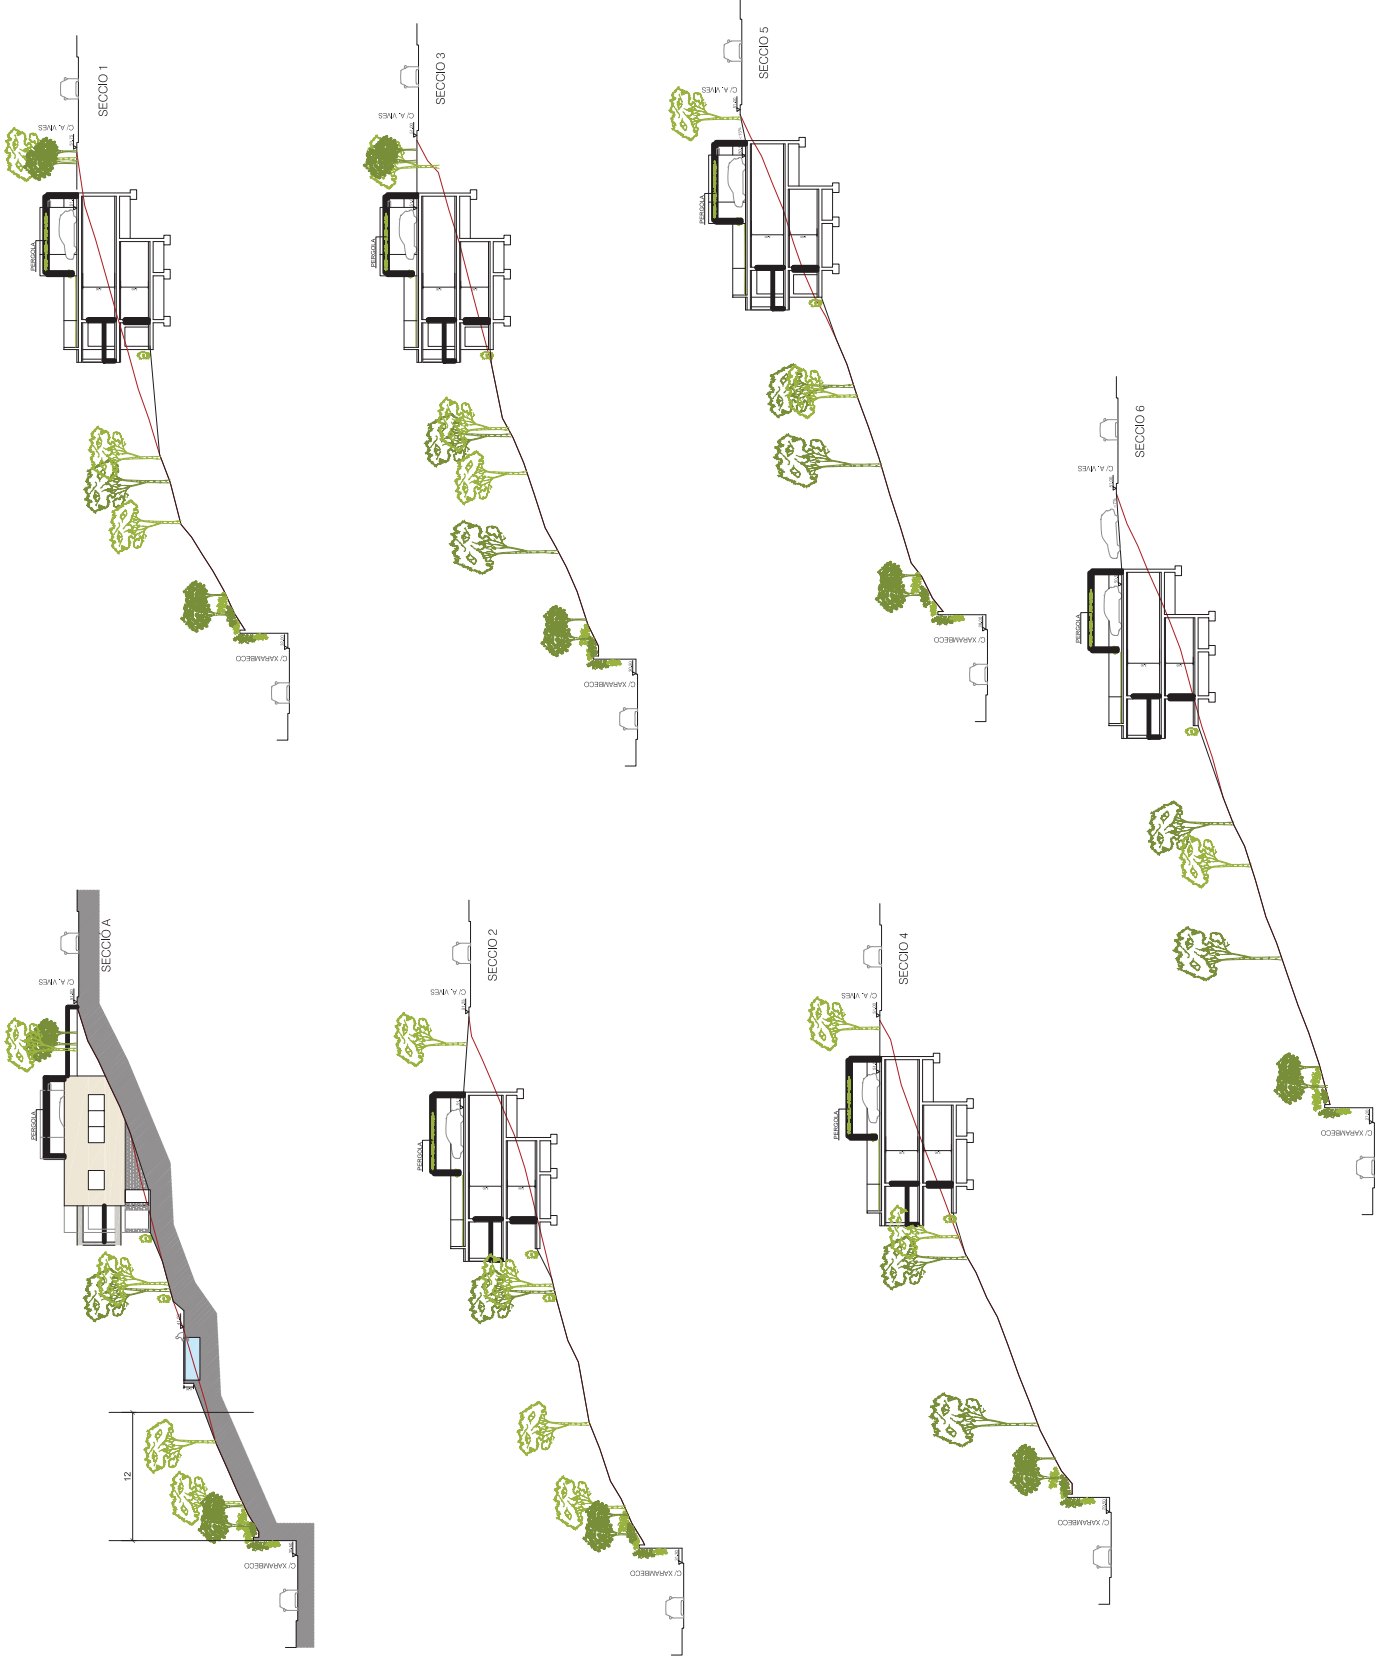 SECCIÓ A
C/ A. VIVES
PERGOLA
12
C/ XARAMBECO
SECCIO 1
C/ A. VIVES
PERGOLA
C/ XARAMBECO
SECCIO 2
C/ A. VIVES
PERGOLA
C/ XARAMBECO
SECCIO 3
C/ A. VIVES
PERGOLA
C/ XARAMBECO
SECCIO 4
C/ A. VIVES
PERGOLA
C/ XARAMBECO
SECCIO 5
C/ A. VIVES
PERGOLA
C/ XARAMBECO
SECCIO 6
C/ A. VIVES
PERGOLA
C/ XARAMBECO